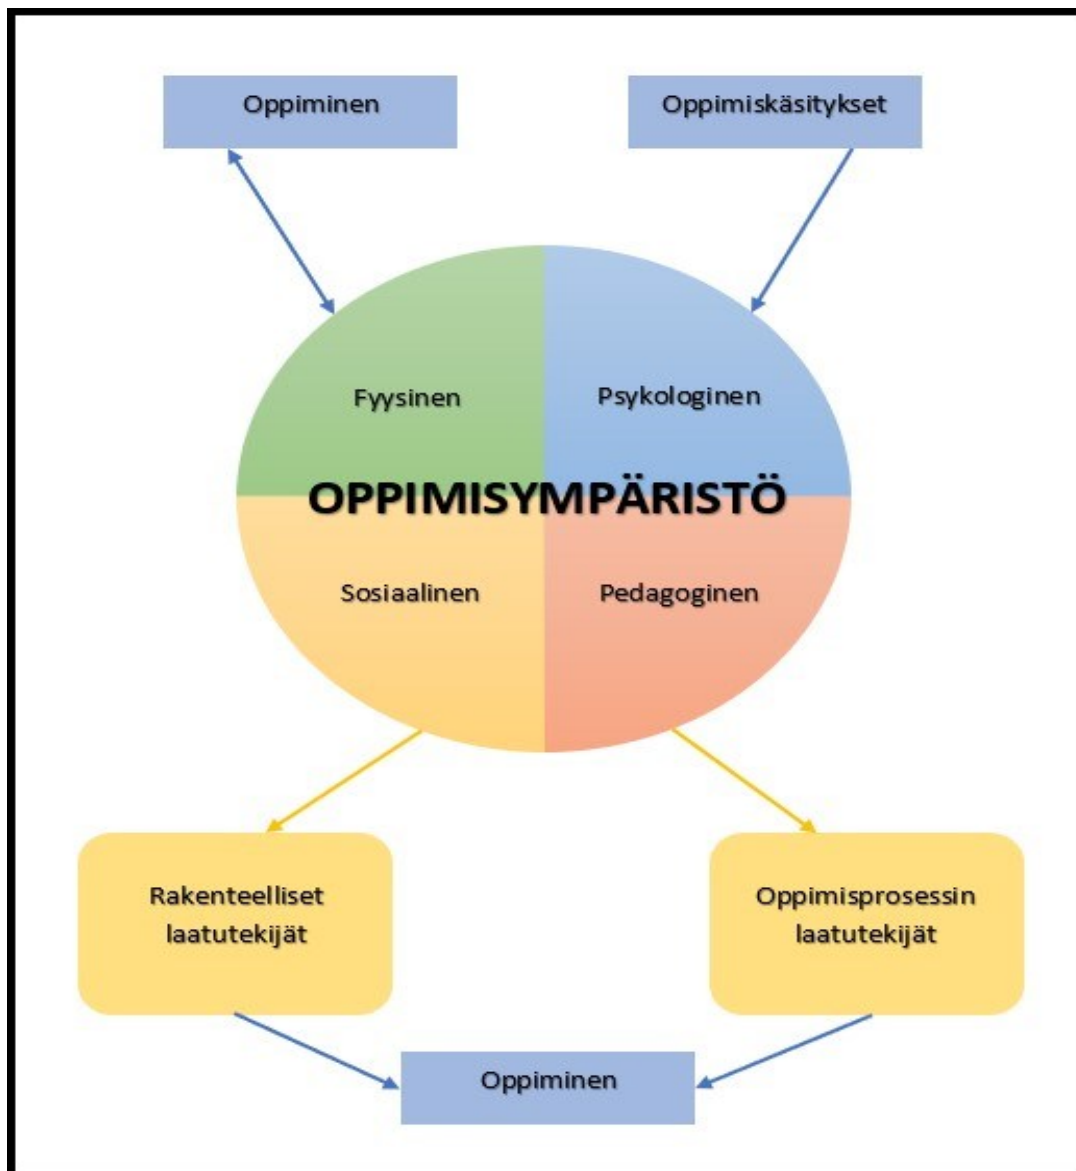 Oppiminen
Oppimiskäsitykset
Fyysinen
Psykologinen
OPPIMISYMPÄRISTÖ
Sosiaalinen
Pedagoginen
Rakenteelliset
laatutekijät
Oppimisprosessin
laatutekijät
Oppiminen